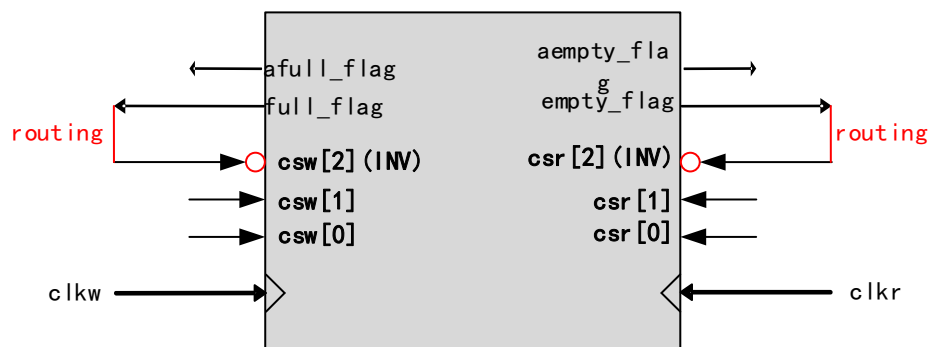 afull_flag
aempty_fla
g
full_flag
empty_flag
routing
routing
csw[2](INV)
csr[2](INV)
csw[1]
csr[1]
csw[0]
csr[0]
clkw
clkr